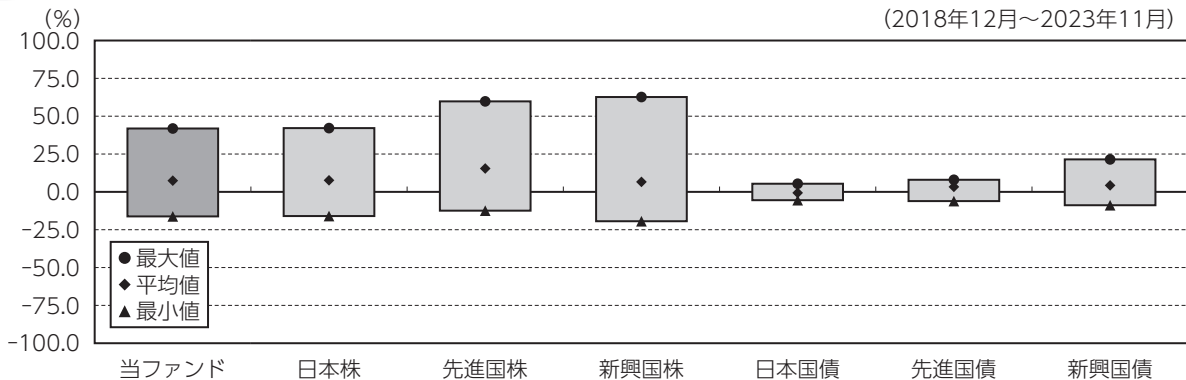 (%)
(2018年12月～2023年11月)
100.0
75.0
50.0
25.0
0.0
-25.0
-50.0
-75.0
-100.0
●最大値
◆平均値
▲最小値
当ファンド 日本株 先進国株 新興国株 日本国債 先進国債 新興国債